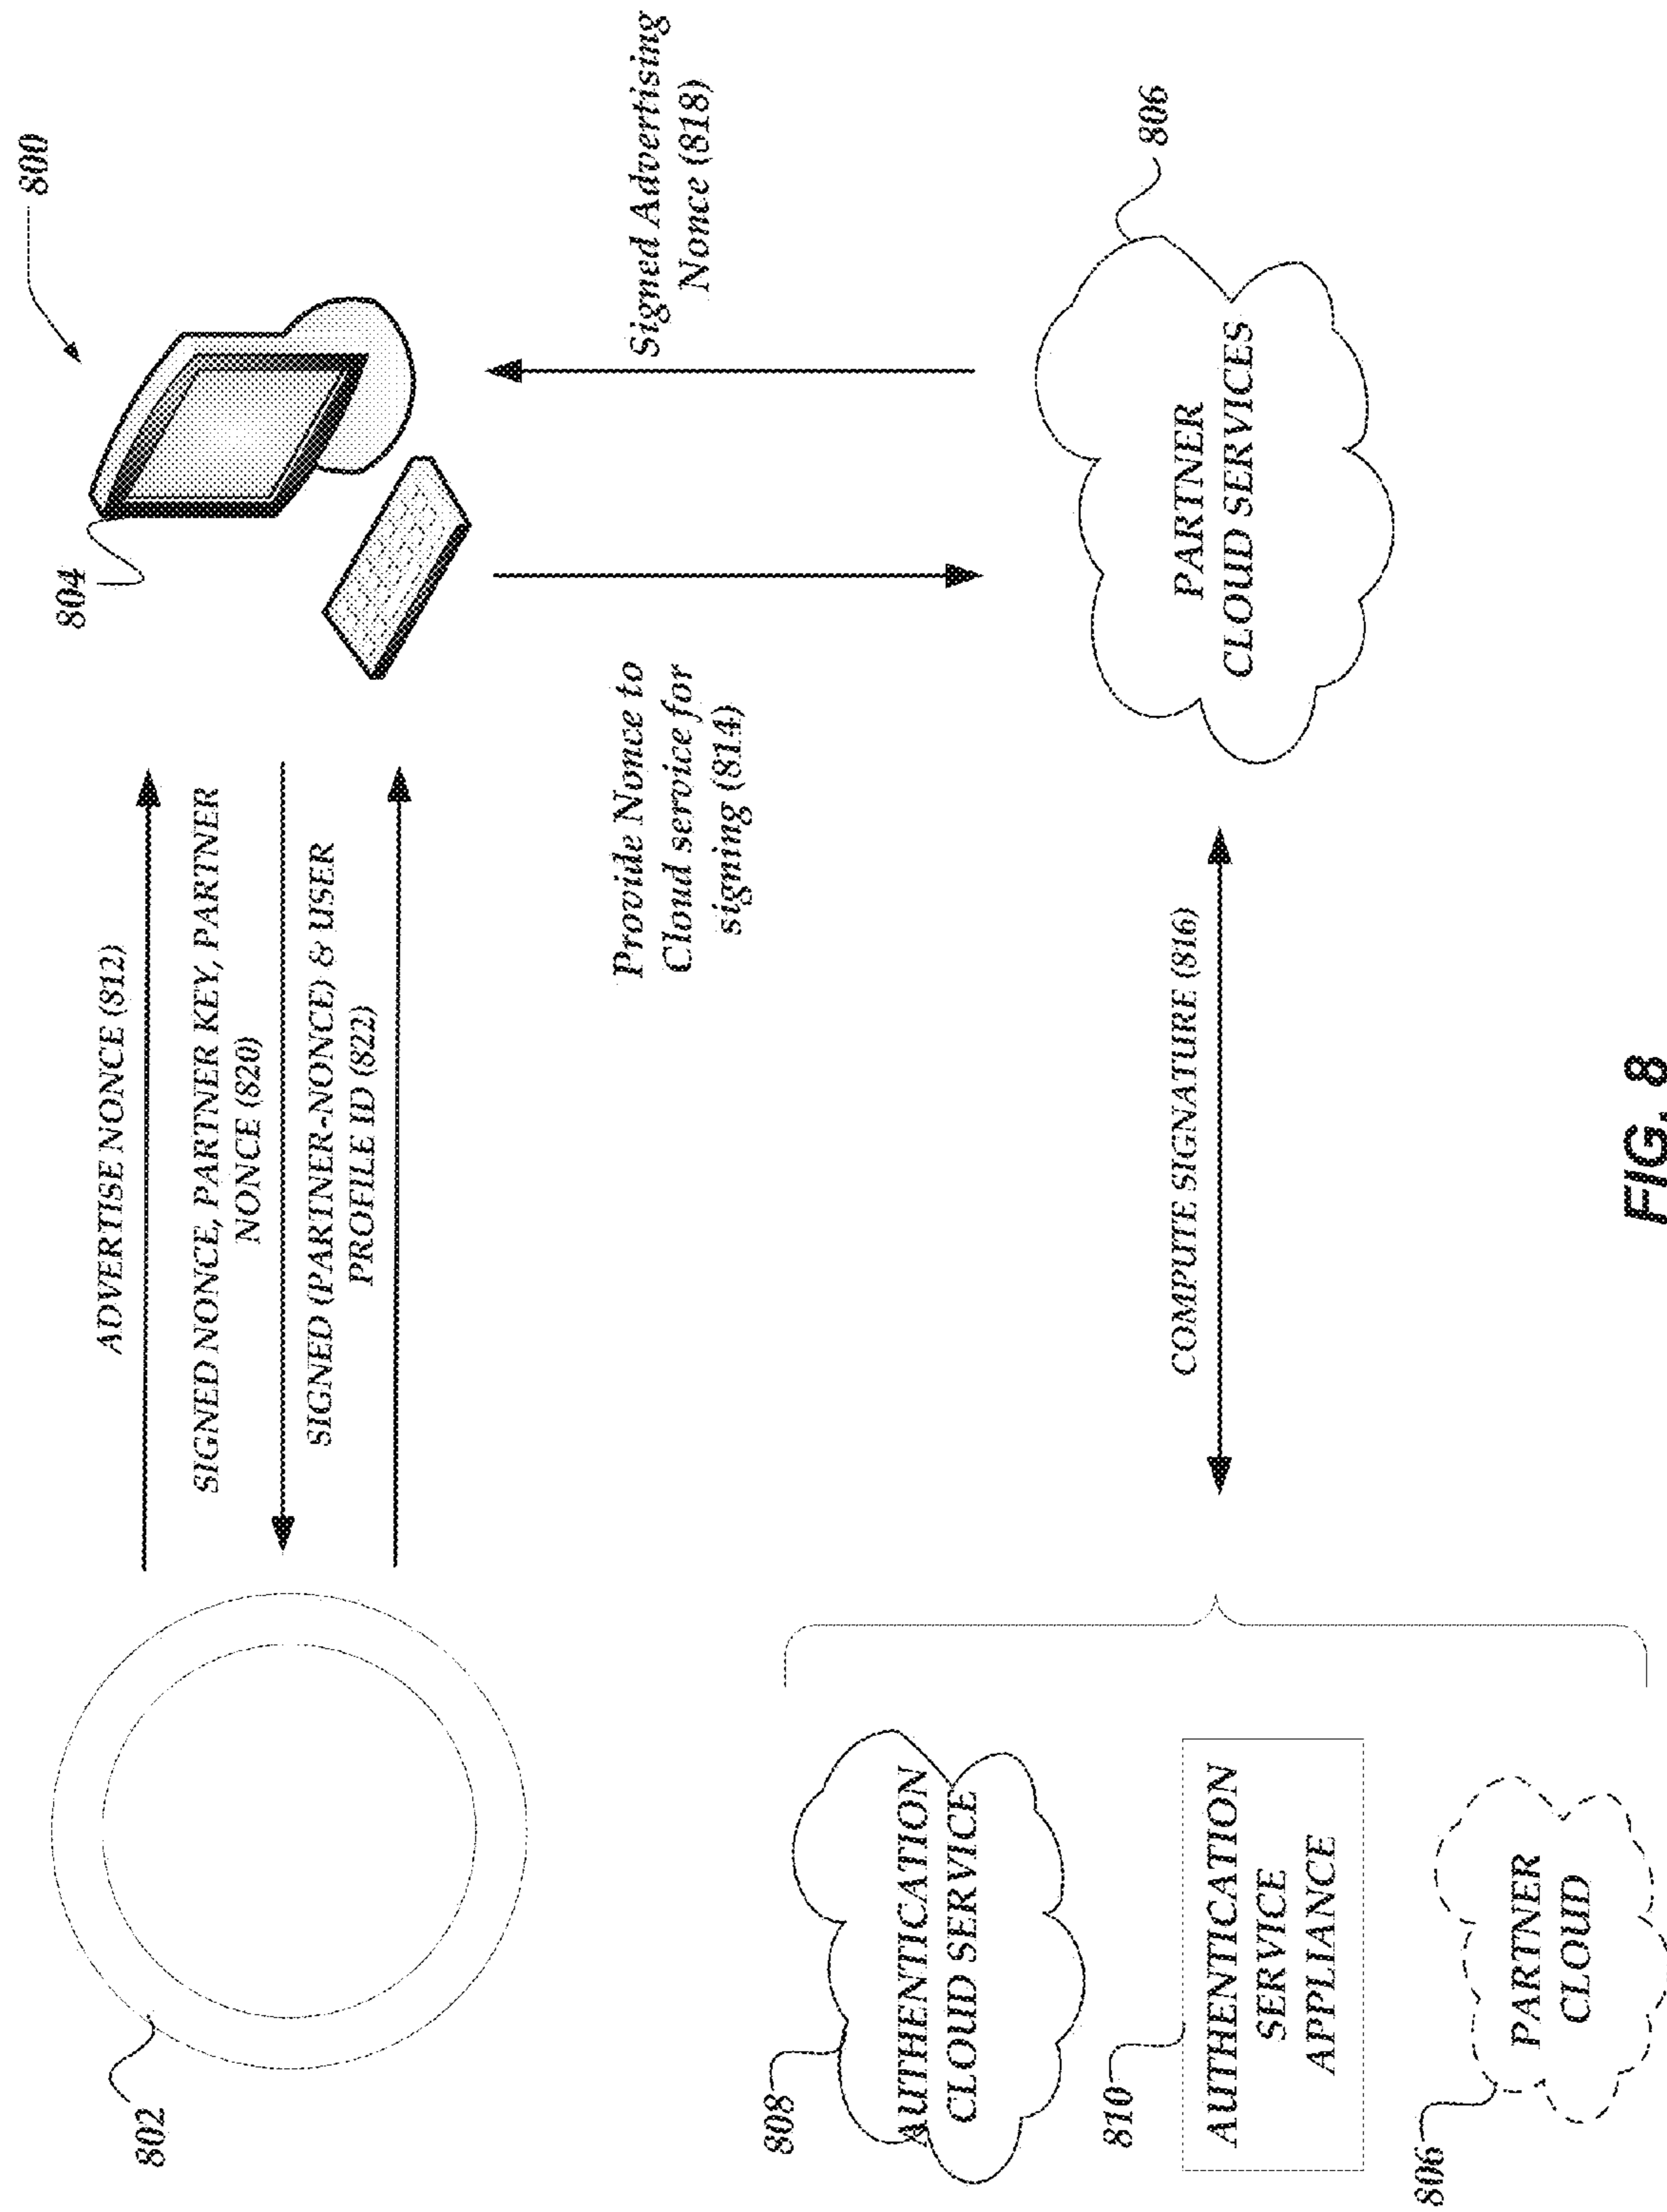 800
804
802
ADVERTISE NONCE (812)
SIGNED NONCE, PARTNER KEY, PARTNER
NONCE (820)
SIGNED (PARTNER-NONCE) & USER
PROFILE ID (822)
Provide Nonce to
Cloud service for
signing (814)
Signed Advertising
Nonce (818)
808
AUTHENTICATION
CLOUD SERVICE
810
AUTHENTICATION
SERVICE
APPLIANCE
806
PARTNER
CLOUD
COMPUTE SIGNATURE (816)
PARTNER
CLOUD SERVICES
806
FIG. 8